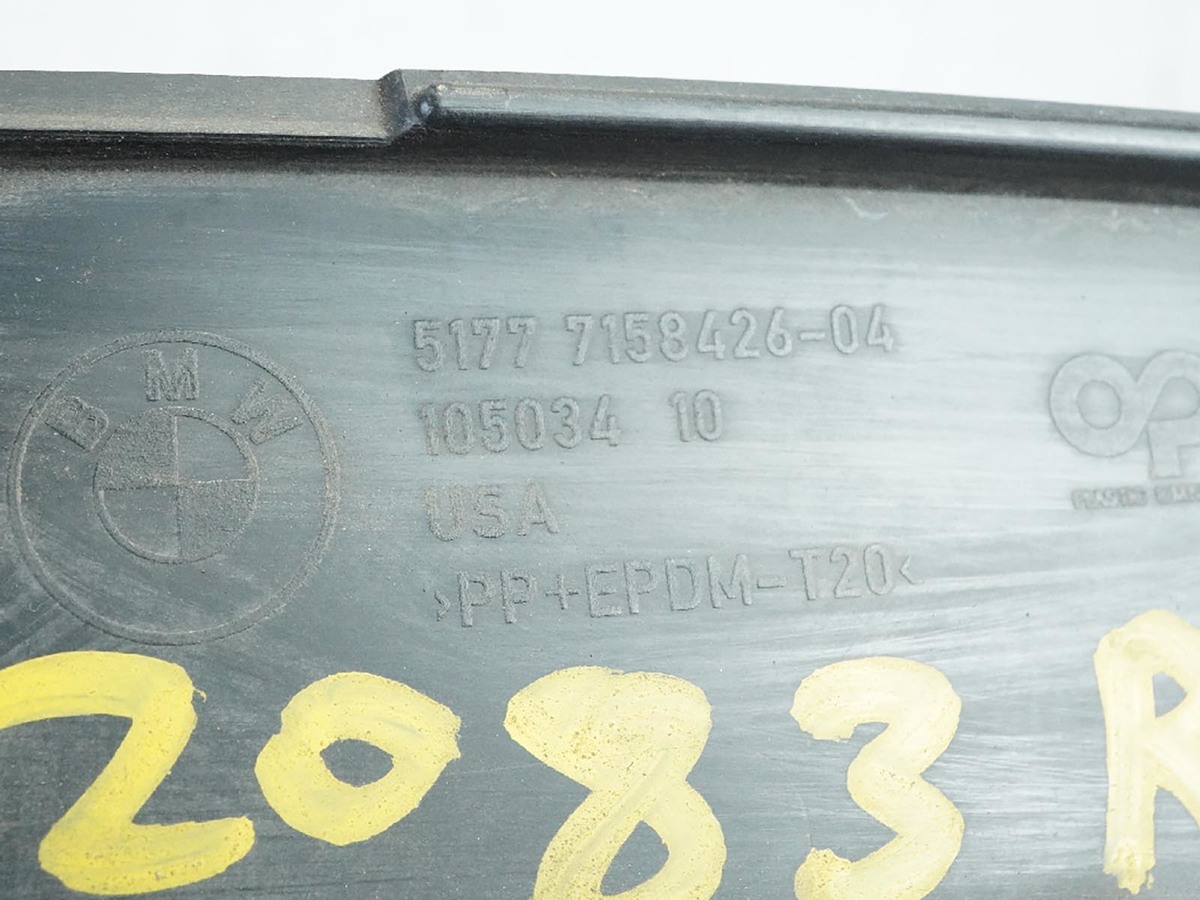 BMW
5177 7158426-04
105034 10
USA
>PP+EPDM-T20<
2083 R